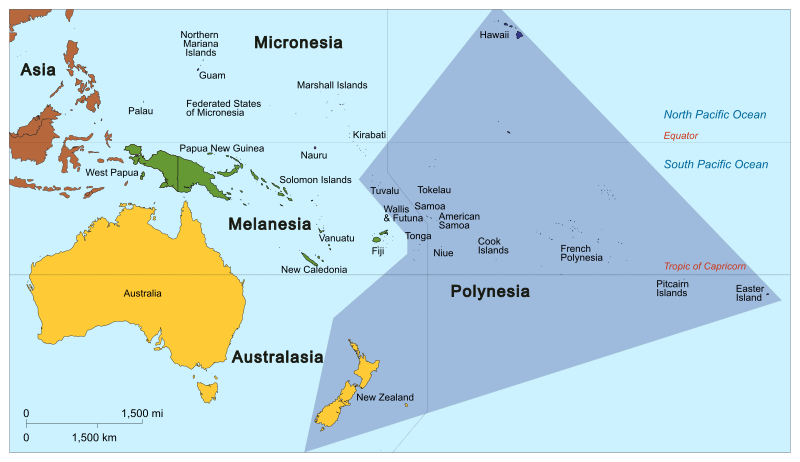 Hawaii
Northern
Mariana
Islands
Micronesia
Asia
Guam
Marshall Islands
Palau
Federated States
of Micronesia
North Pacific Ocean
Kirabati
Equator
Papua New Guinea
Nauru
South Pacific Ocean
West Papua
Solomon Islands
Tuvalu
Tokelau
Wallis
& Futuna
Samoa
American
Samoa
Melanesia
Vanuatu
Fiji
Tonga
Niue
Cook
Islands
French
Polynesia
New Caledonia
Tropic of Capricorn
Australia
Polynesia
Pitcairn
Islands
Easter
Island
Australasia
New Zealand
0
1,500 mi
0
1,500 km